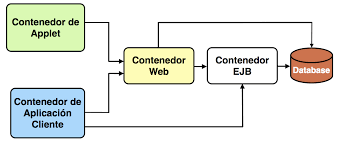 Contenedor de
Applet
Contenedor
Web
Contenedor
EJB
Database
Contenedor de
Aplicación
Cliente